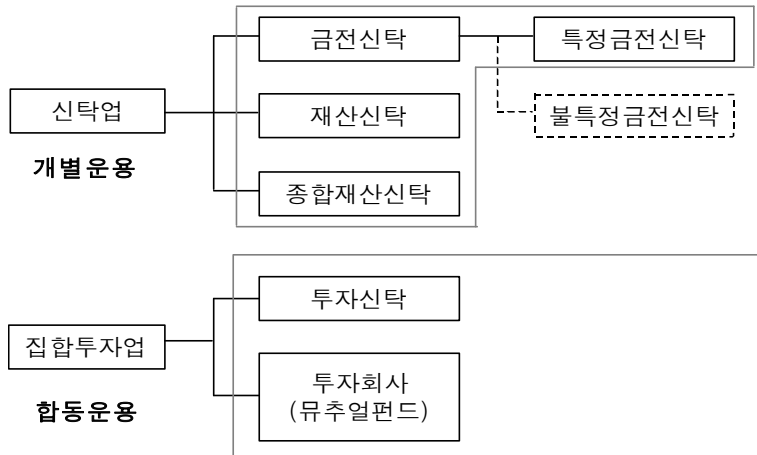 금전신탁
특정금전신탁
신탁업
재산신탁
불특정금전신탁
개별운용
종합재산신탁
투자신탁
집합투자업
투자회사
(뮤추얼펀드)
합동운용